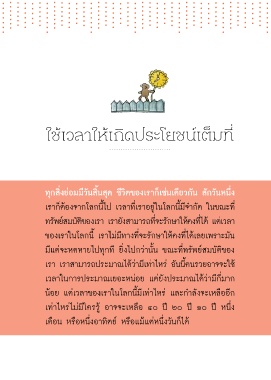 ใช้เวลาให้เกิดประโยชน์เต็มที่
ทุกสิ่งย่อมมีวันสิ้นสุด ชีวิตของเราก็เช่นเดียวกัน สักวันหนึ่ง
เราก็ต้องจากโลกนี้ไป เวลาที่เราอยู่ในโลกนี้มีจำกัด ในขณะที่
ทรัพย์สมบัติของเรา เรายังสามารถที่จะรักษาให้คงที่ได้ แต่เวลา
ของเราในโลกนี้ เราไม่มีทางที่จะรักษาให้คงที่ได้เลยเพราะมัน
มีแต่จะหดหายไปทุกที ยิ่งไปกว่านั้น ขณะที่ทรัพย์สมบัติของ
เรา เราสามารถประมาณได้ว่ามีเท่าไหร่ อันนี้คนรวยอาจจะใช้
เวลาในการประมาณเยอะหน่อย แต่ยังประมาณได้ว่ามีกี่มาก
น้อย แต่เวลาของเราในโลกนี้มีเท่าไหร่ และกำลังจะเหลืออีก
เท่าไหร่ไม่มีใครรู้ อาจจะเหลือ ๔๐ ปี ๒๐ ปี ๑๐ ปี หนึ่ง
เดือน หรือหนึ่งอาทิตย์ หรือแม้แต่หนึ่งวันก็ได้